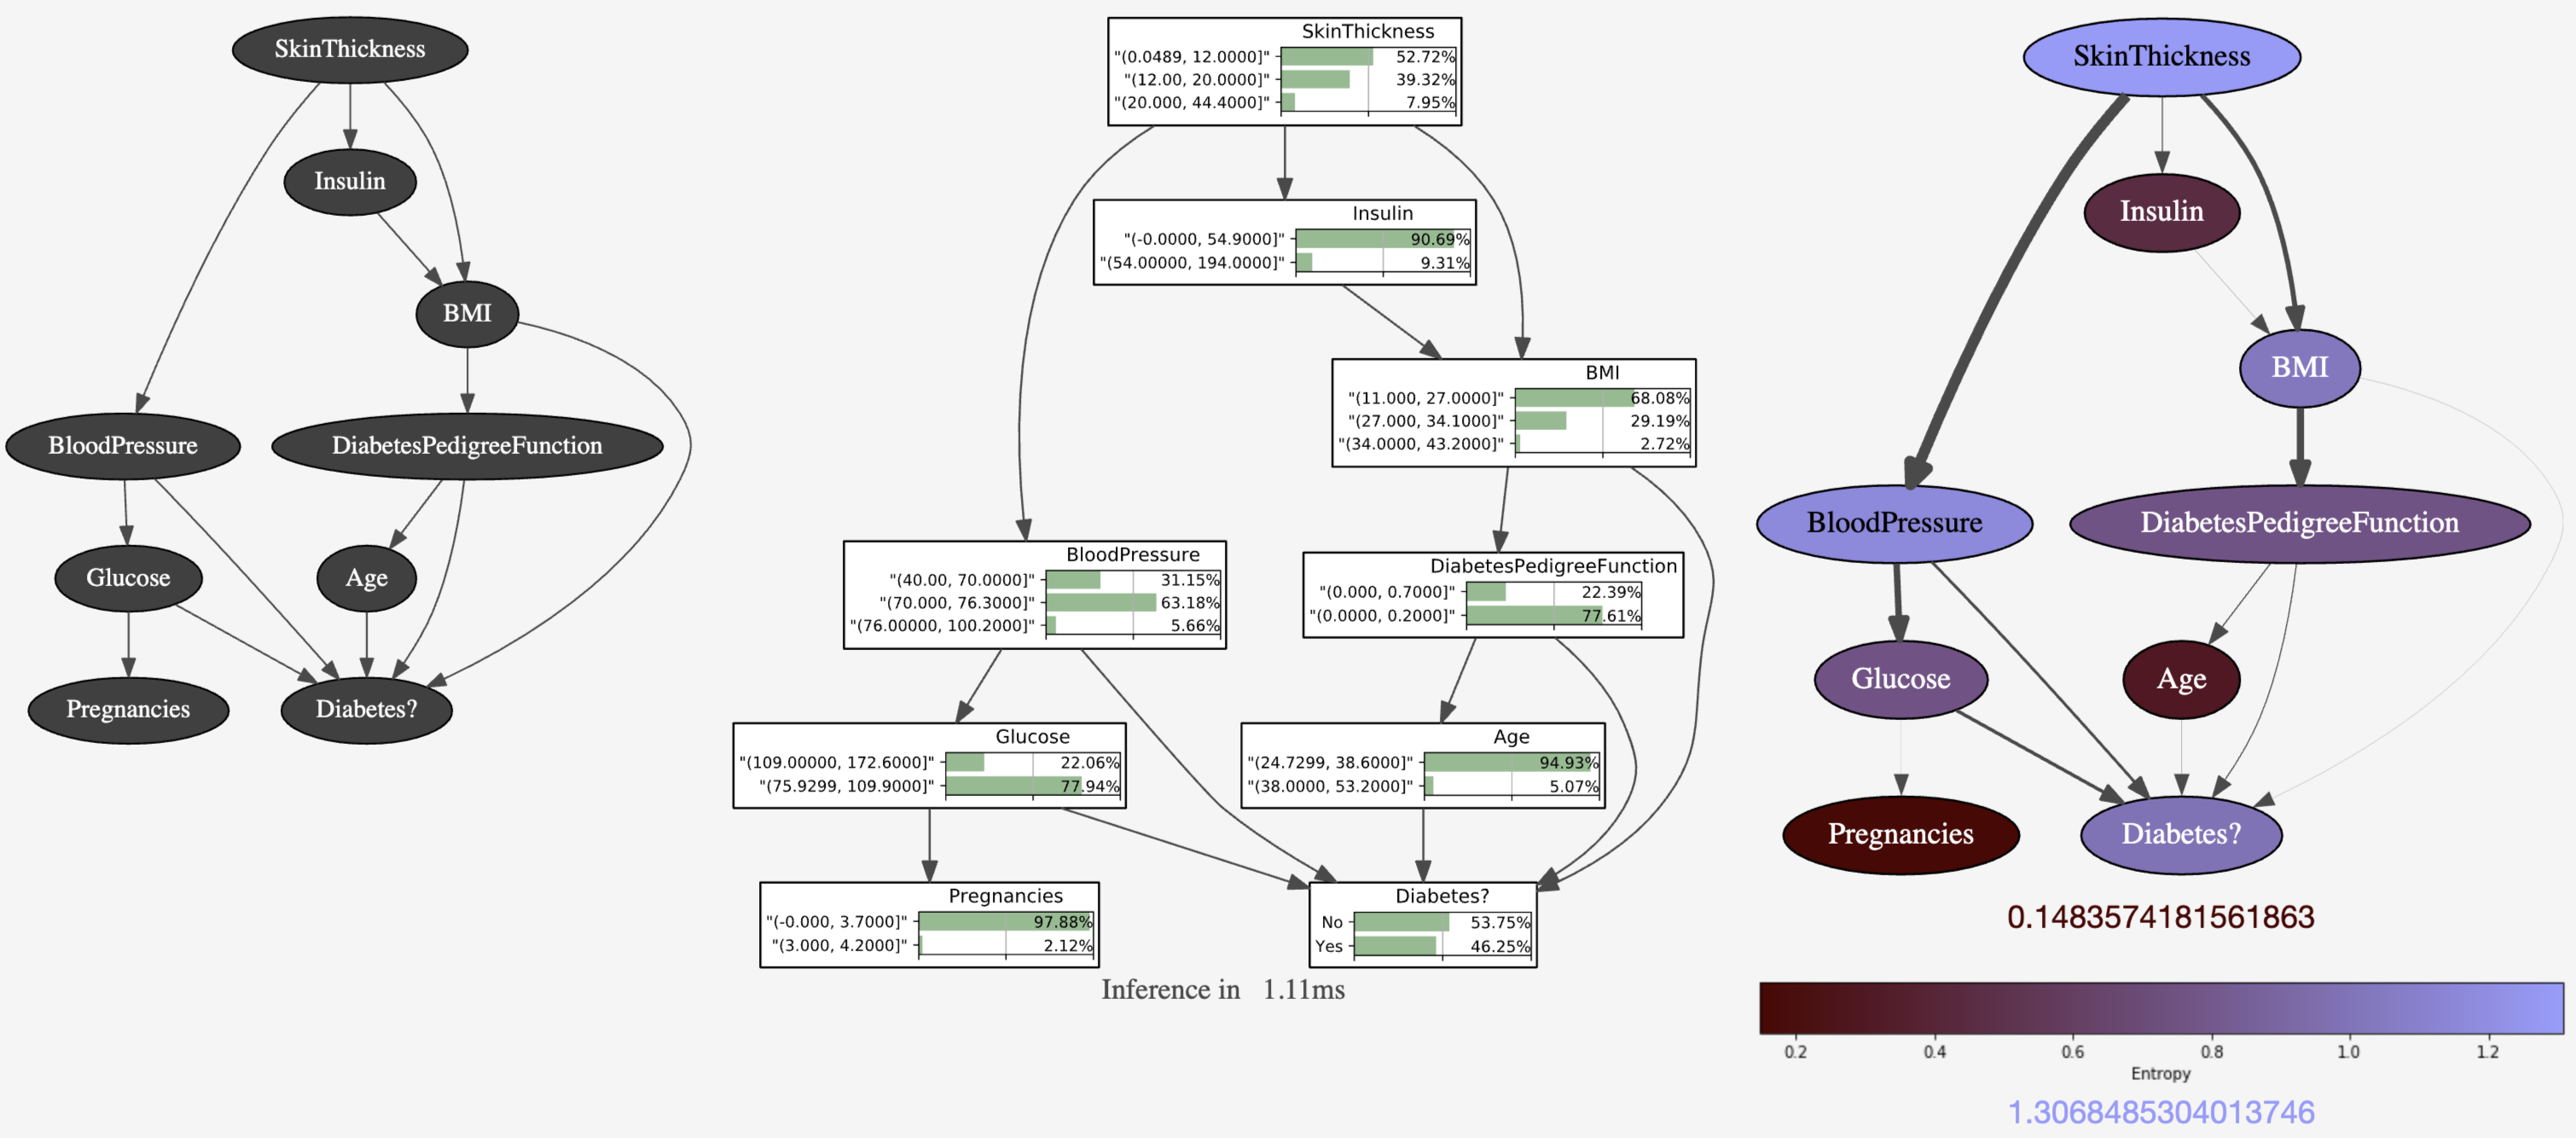 SkinThickness
Insulin
BMI
BloodPressure
DiabetesPedigreeFunction
Glucose
Age
Pregnancies
Diabetes?
SkinThickness
"(0.0489, 12.0000]" 52.72%
"(12.00, 20.0000]" 39.32%
"(20.000, 44.4000]" 7.95%
Insulin
"(-0.0000, 54.9000]" 90.69%
"(54.00000, 194.0000]" 9.31%
BMI
"(11.000, 27.0000]" 68.08%
"(27.000, 34.1000]" 29.19%
"(34.0000, 43.2000]" 2.72%
BloodPressure
"(40.00, 70.0000]" 31.15%
"(70.000, 76.3000]" 63.18%
"(76.00000, 100.2000]" 5.66%
DiabetesPedigreeFunction
"(0.000, 0.7000]" 22.39%
"(0.0000, 0.2000]" 77.61%
Glucose
"(109.00000, 172.6000]" 22.06%
"(75.9299, 109.9000]" 77.94%
Age
"(24.7299, 38.6000]" 94.93%
"(38.0000, 53.2000]" 5.07%
Pregnancies
"(-0.000, 3.7000]" 97.88%
"(3.000, 4.2000]" 2.12%
Diabetes?
No 53.75%
Yes 46.25%
Inference in 1.11ms
SkinThickness
Insulin
BMI
BloodPressure
DiabetesPedigreeFunction
Glucose
Age
Pregnancies
Diabetes?
0.1483574181561863
0.2 0.4 0.6 0.8 1.0 1.2
Entropy
1.3068485304013746